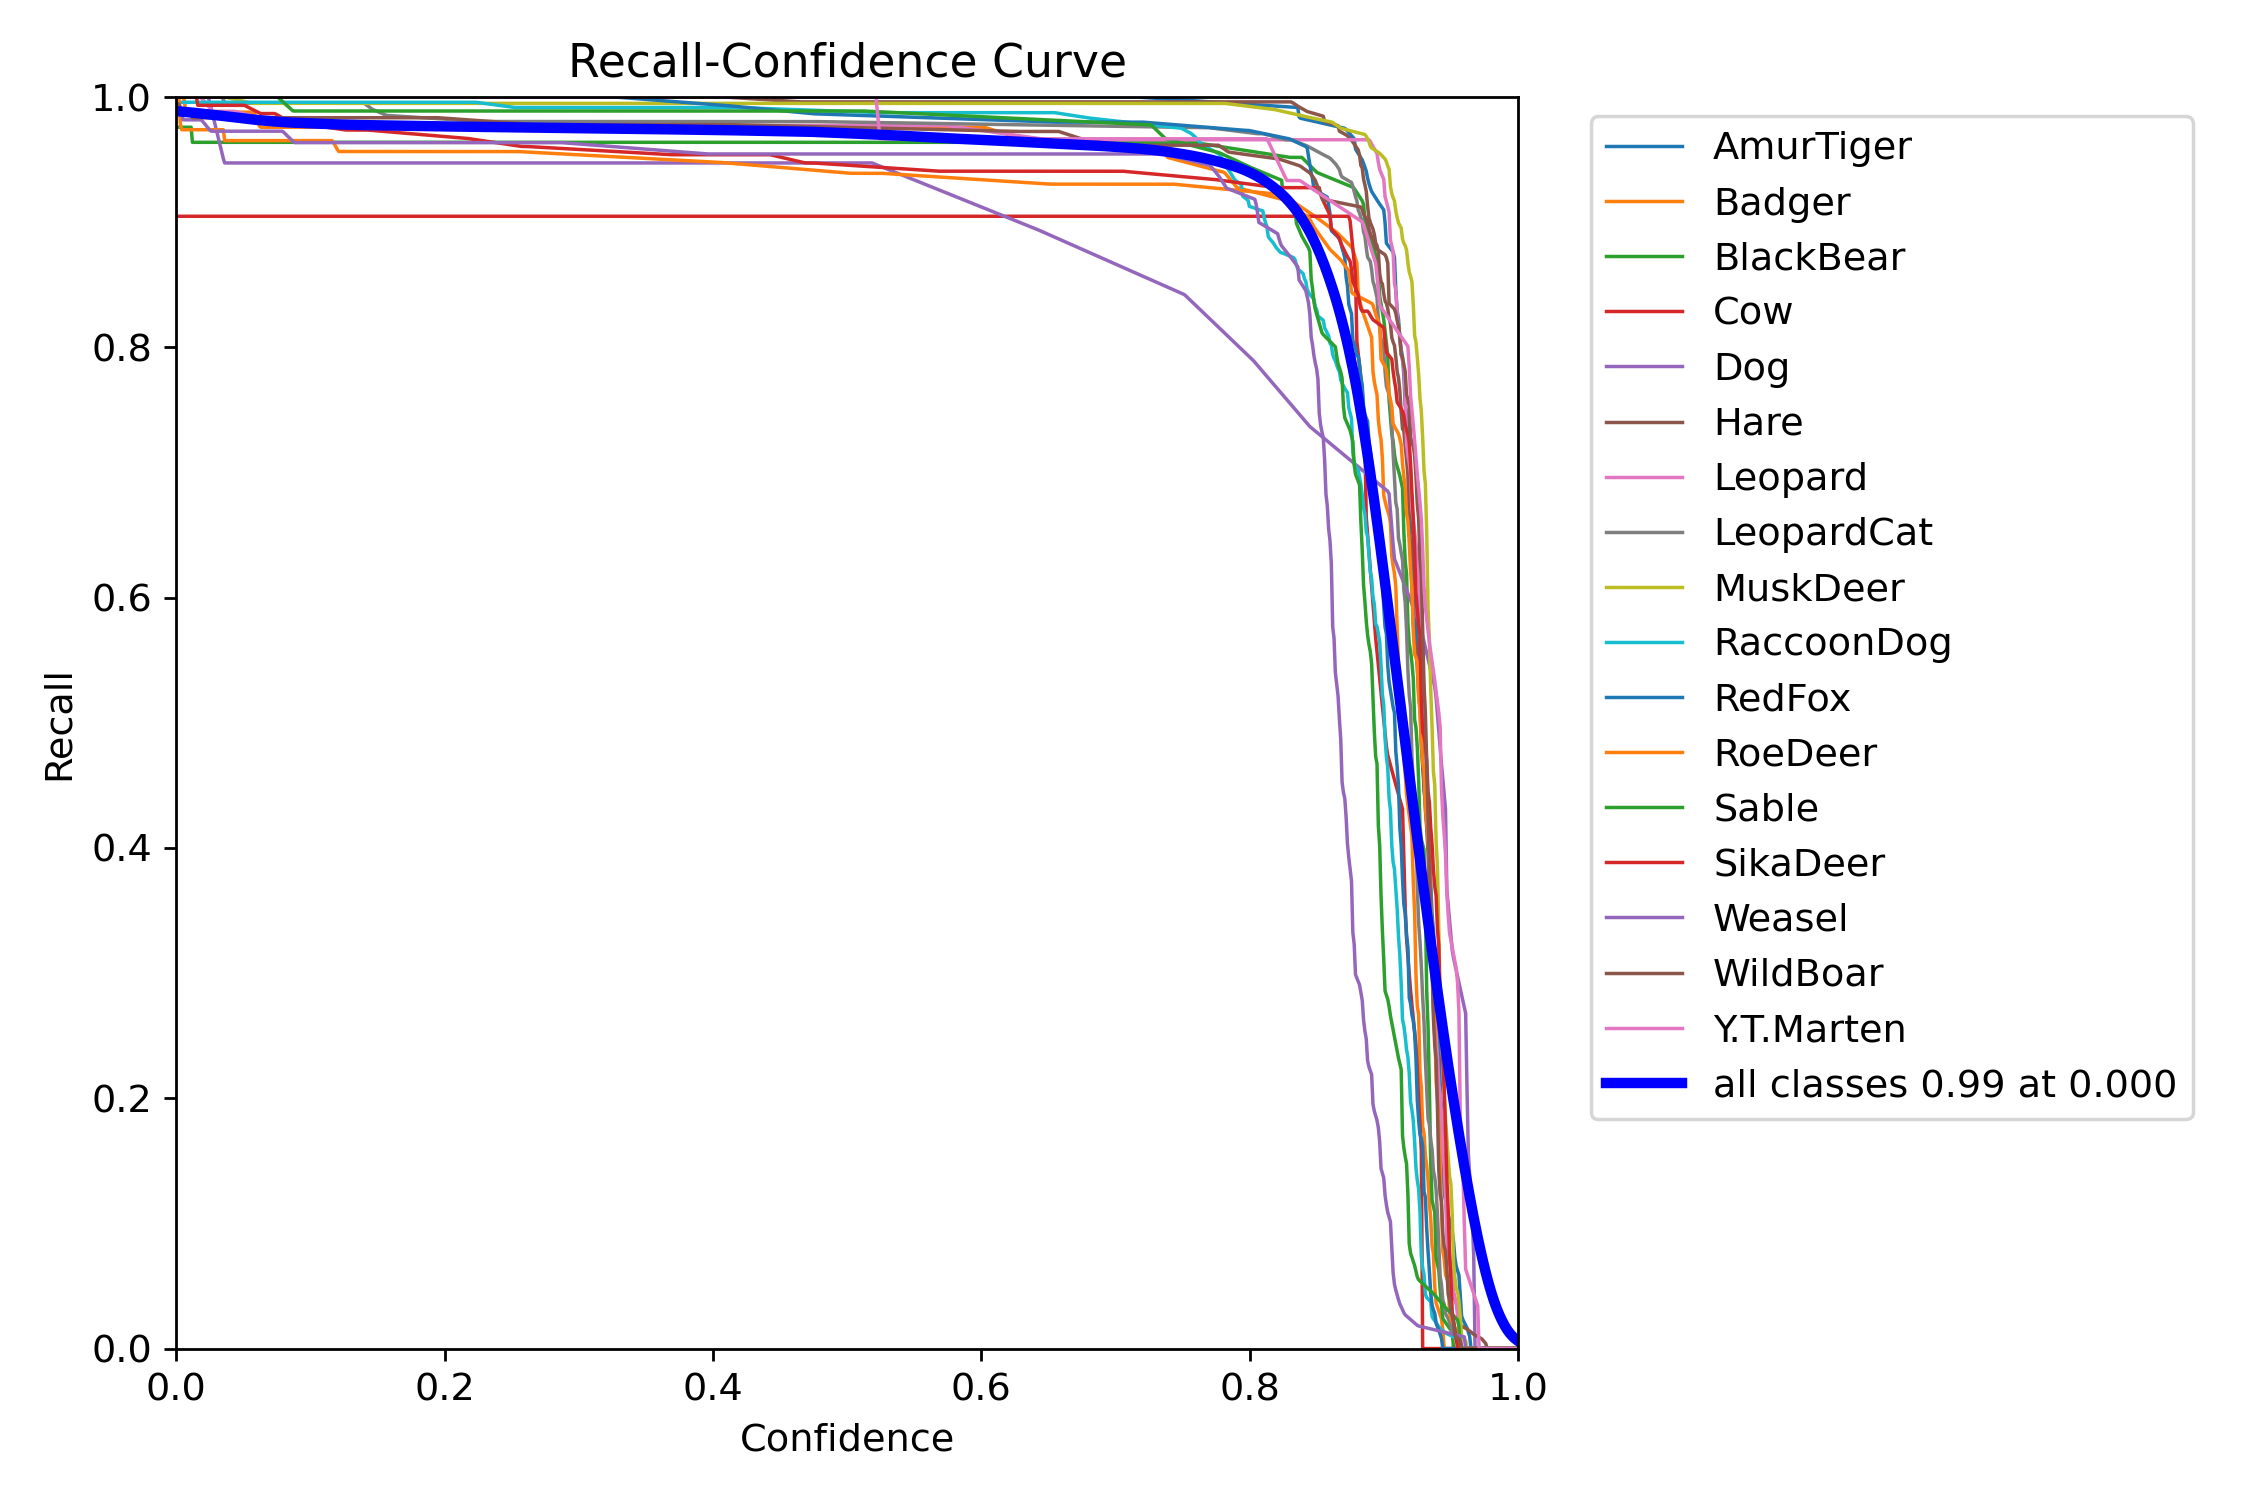 Recall-Confidence Curve
1.0
0.8
0.6
0.4
0.2
0.0
Recall
0.0 0.2 0.4 0.6 0.8 1.0
Confidence
AmurTiger
Badger
BlackBear
Cow
Dog
Hare
Leopard
LeopardCat
MuskDeer
RaccoonDog
RedFox
RoeDeer
Sable
SikaDeer
Weasel
WildBoar
Y.T.Marten
all classes 0.99 at 0.000